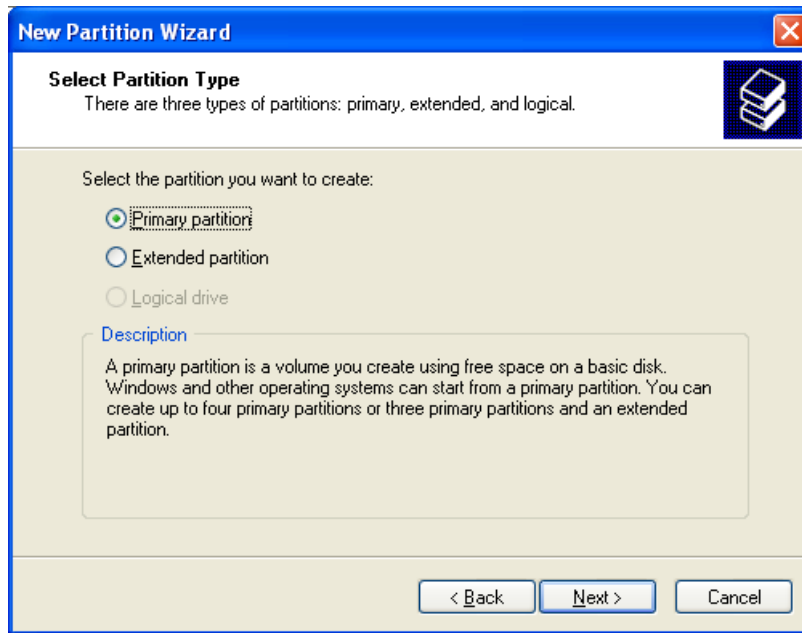 New Partition Wizard
Select Partition Type
There are three types of partitions: primary, extended, and logical.
Select the partition you want to create:
Primary partition
Extended partition
Logical drive
Description
A primary partition is a volume you create using free space on a basic disk.
Windows and other operating systems can start from a primary partition. You can
create up to four primary partitions or three primary partitions and an extended
partition.
< Back Next > Cancel